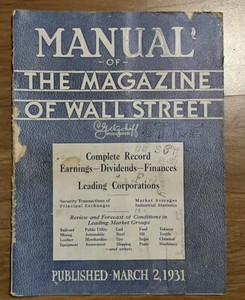 MANUAL
OF
THE MAGAZINE
OF WALL STREET
Complete Record
Earnings—Dividends—Finances
of
Leading Corporations
Security Transactions of Principal Exchanges
Market Averages Industrial Statistics
Review and Forecast of Conditions in
Leading Market Groups
Railroad Public Utility Coal Food Tobacco
Mining Automobile Steel Oil Textile
Leather Merchandise Tire Sugar Chemical
Equipment Amusement Shipping Paper Machinery
—and others
PUBLISHED MARCH 2, 1931